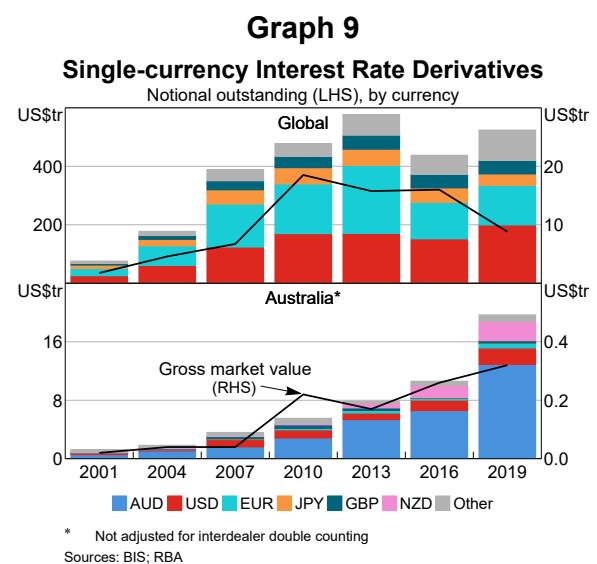 Graph 9
Single-currency Interest Rate Derivatives
Notional outstanding (LHS), by currency
US$tr US$tr
Global
400 20
200 10
US$tr US$tr
Australia*
16 0.4
Gross market value
(RHS)
8 0.2
0 0.0
2001 2004 2007 2010 2013 2016 2019
AUD USD EUR JPY GBP NZD Other
* Not adjusted for interdealer double counting
Sources: BIS; RBA